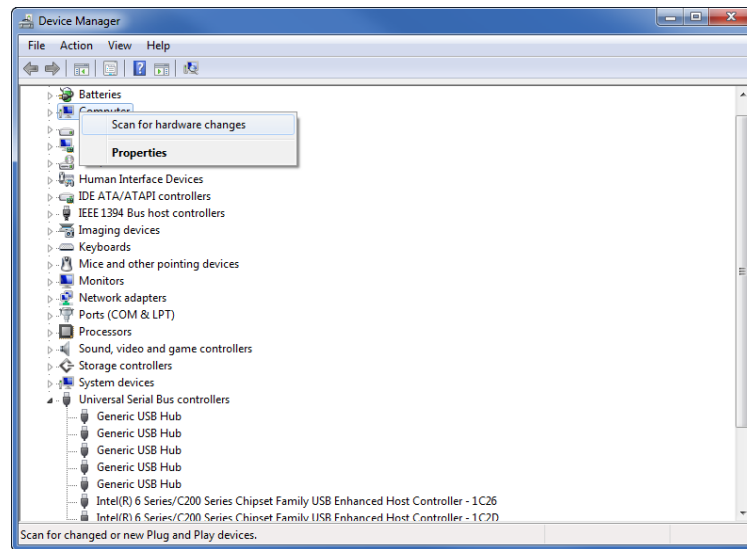 Device Manager
File Action View Help
Batteries
Computer
Scan for hardware changes
Properties
Human Interface Devices
IDE ATA/ATAPI controllers
IEEE 1394 Bus host controllers
Imaging devices
Keyboards
Mice and other pointing devices
Monitors
Network adapters
Ports (COM & LPT)
Processors
Sound, video and game controllers
Storage controllers
System devices
Universal Serial Bus controllers
Generic USB Hub
Generic USB Hub
Generic USB Hub
Generic USB Hub
Generic USB Hub
Intel(R) 6 Series/C200 Series Chipset Family USB Enhanced Host Controller - 1C26
Intel(R) 6 Series/C200 Series Chipset Family USB Enhanced Host Controller - 1C2D
Scan for changed or new Plug and Play devices.